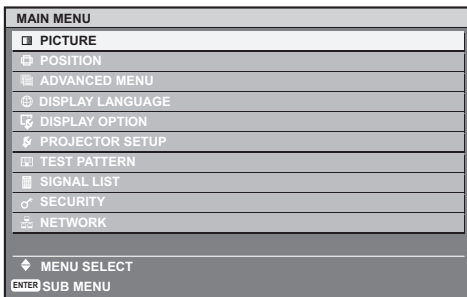 MAIN MENU
PICTURE
POSITION
ADVANCED MENU
DISPLAY LANGUAGE
DISPLAY OPTION
PROJECTOR SETUP
TEST PATTERN
SIGNAL LIST
SECURITY
NETWORK
MENU SELECT
ENTER SUB MENU